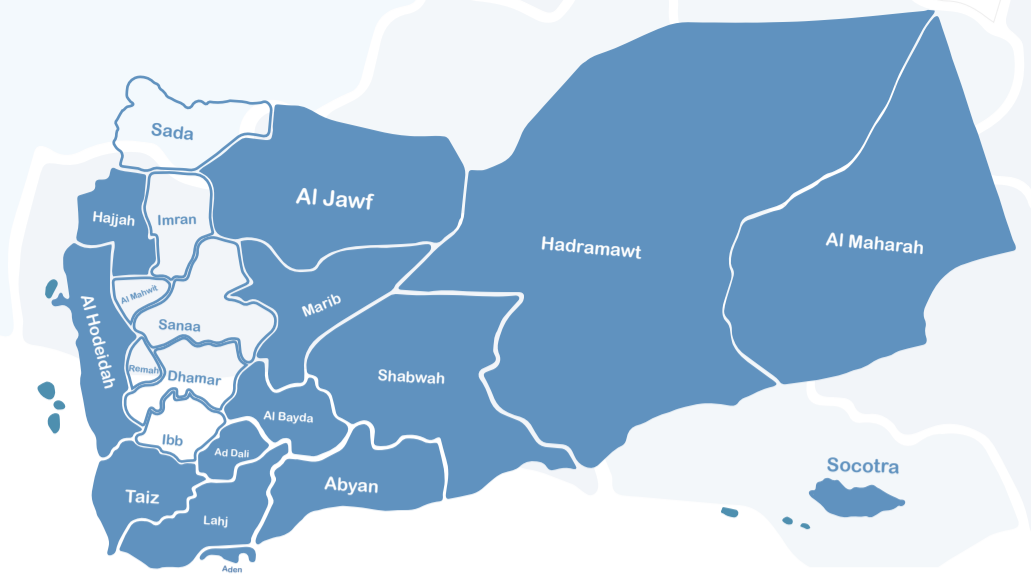 Sada
Al Jawf
Hajjah
Imran
Hadramawt
Al Maharah
Al Mahwit
Marib
Sanaa
Al Hodeidah
Remah
Dhamar
Shabwah
Al Bayda
Ibb
Ad Dali
Socotra
Abyan
Taiz
Lahj
Aden